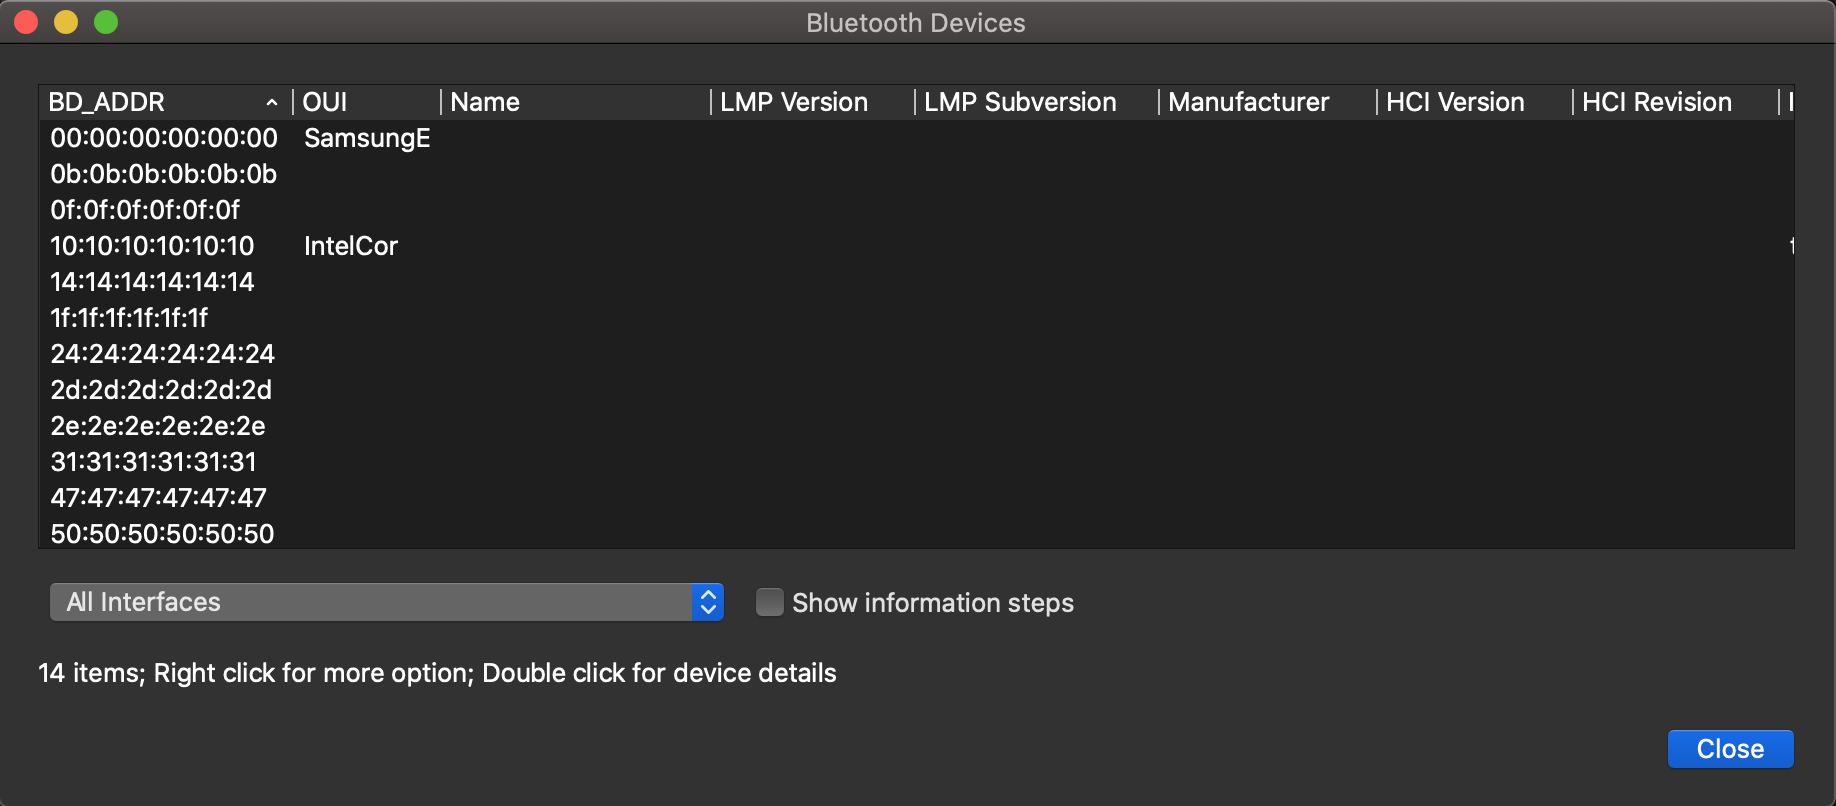 Bluetooth Devices
BD_ADDR OUI Name LMP Version LMP Subversion Manufacturer HCI Version HCI Revision
00:00:00:00:00:00 SamsungE
0b:0b:0b:0b:0b:0b
0f:0f:0f:0f:0f:0f
10:10:10:10:10:10 IntelCor
14:14:14:14:14:14
1f:1f:1f:1f:1f:1f
24:24:24:24:24:24
2d:2d:2d:2d:2d:2d
2e:2e:2e:2e:2e:2e
31:31:31:31:31:31
47:47:47:47:47:47
50:50:50:50:50:50
All Interfaces Show information steps
14 items; Right click for more option; Double click for device details
Close